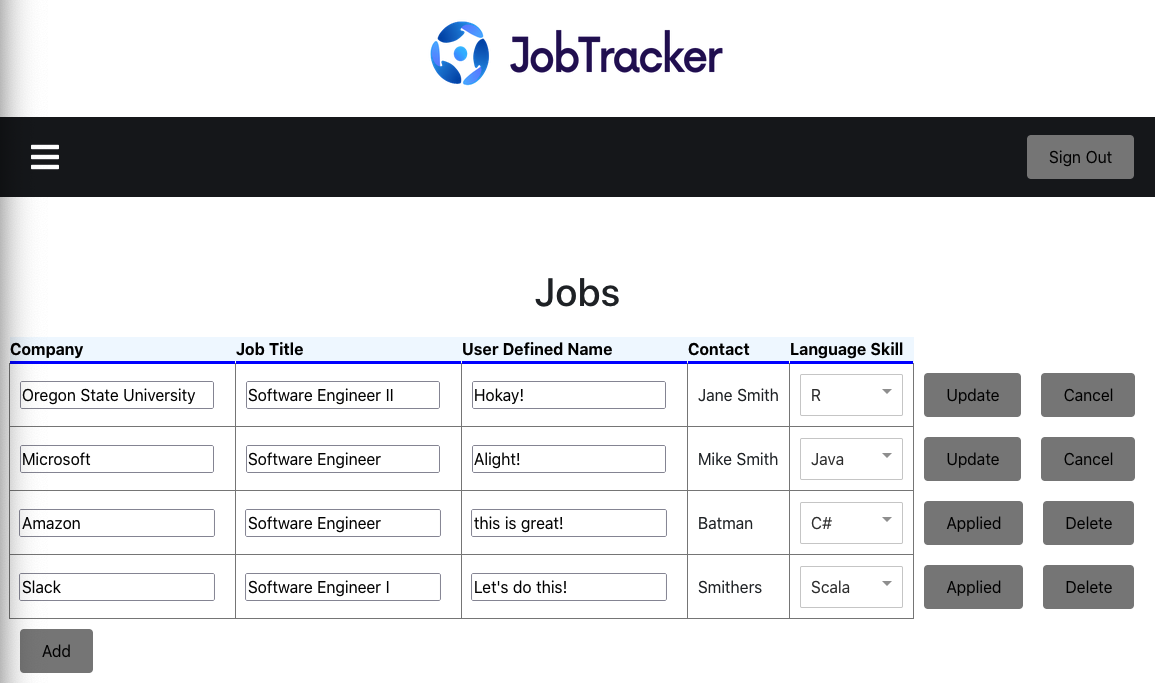 JobTracker
Sign Out
Jobs
Company Job Title User Defined Name Contact Language Skill
Oregon State University Software Engineer II Hokay! Jane Smith R Update Cancel
Microsoft Software Engineer Alight! Mike Smith Java Update Cancel
Amazon Software Engineer this is great! Batman C# Applied Delete
Slack Software Engineer I Let's do this! Smithers Scala Applied Delete
Add